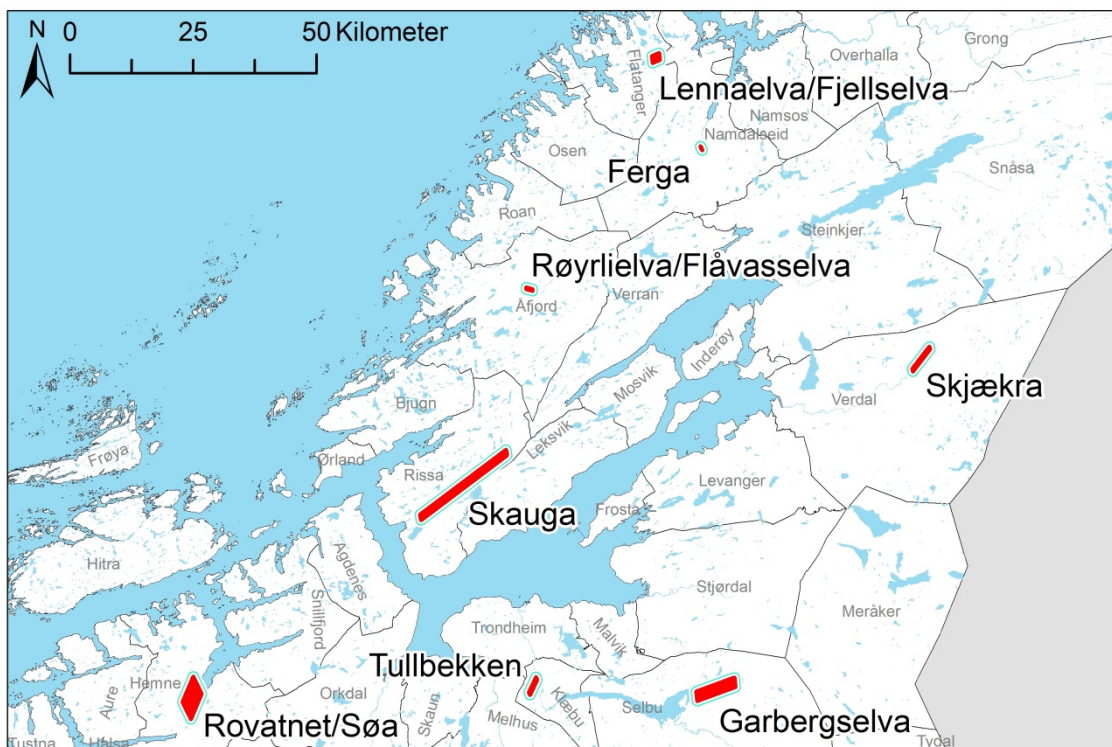 N
0 25 50 Kilometer
Grong
Overhalla
Flatanger
Lennaelva/Fjellselva
Namsos
Namdalseid
Osen
Ferga
Snåsa
Roan
Steinkjer
Røyrlielva/Flåvasselva
Verran
Åfjord
Inderøy
Mosvik
Skjækra
Verdal
Bjugn
Leksvik
Frøya
Ørland
Rissa
Levanger
Skauga
Frosta
Hitra
Agdenes
Stjørdal
Meråker
Snillfjord
Trondheim
Malvik
Tullbekken
Hemne
Aure
Orkdal
Skaun
Klæbu
Selbu
Rovatnet/Søa
Melhus
Garbergselva
Tustna
Halsa
Tydal